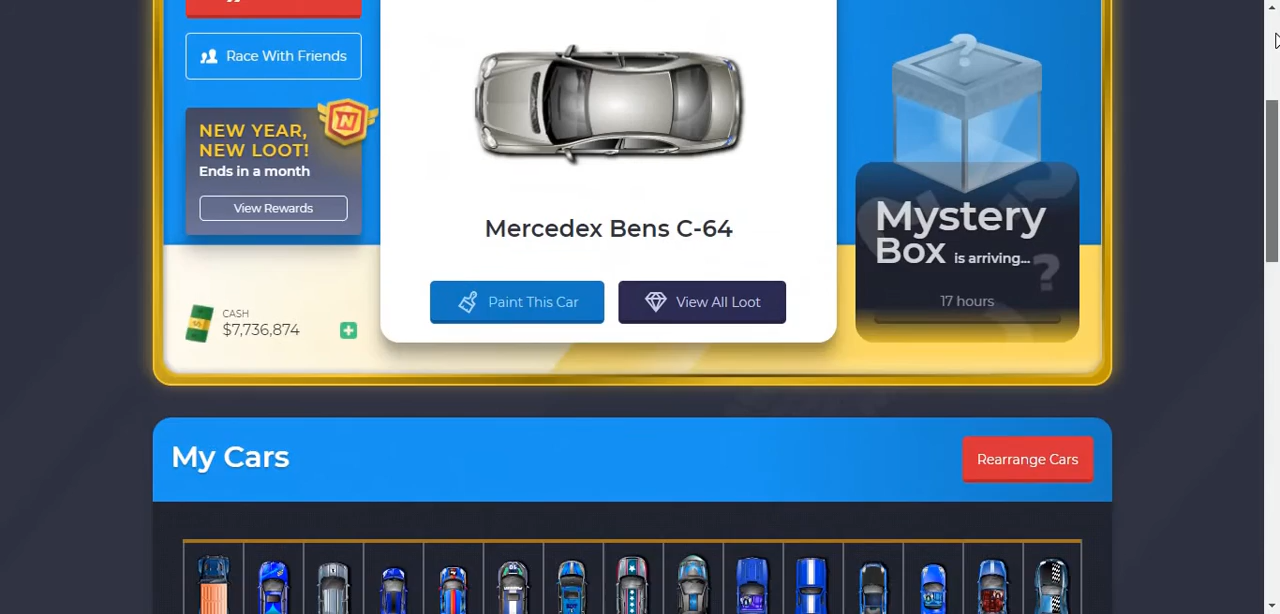 Race With Friends
NEW YEAR,
NEW LOOT!
Ends in a month
View Rewards
CASH
$7,736,874
Mercedex Bens C-64
Paint This Car
View All Loot
Mystery
Box is arriving...
17 hours
My Cars
Rearrange Cars